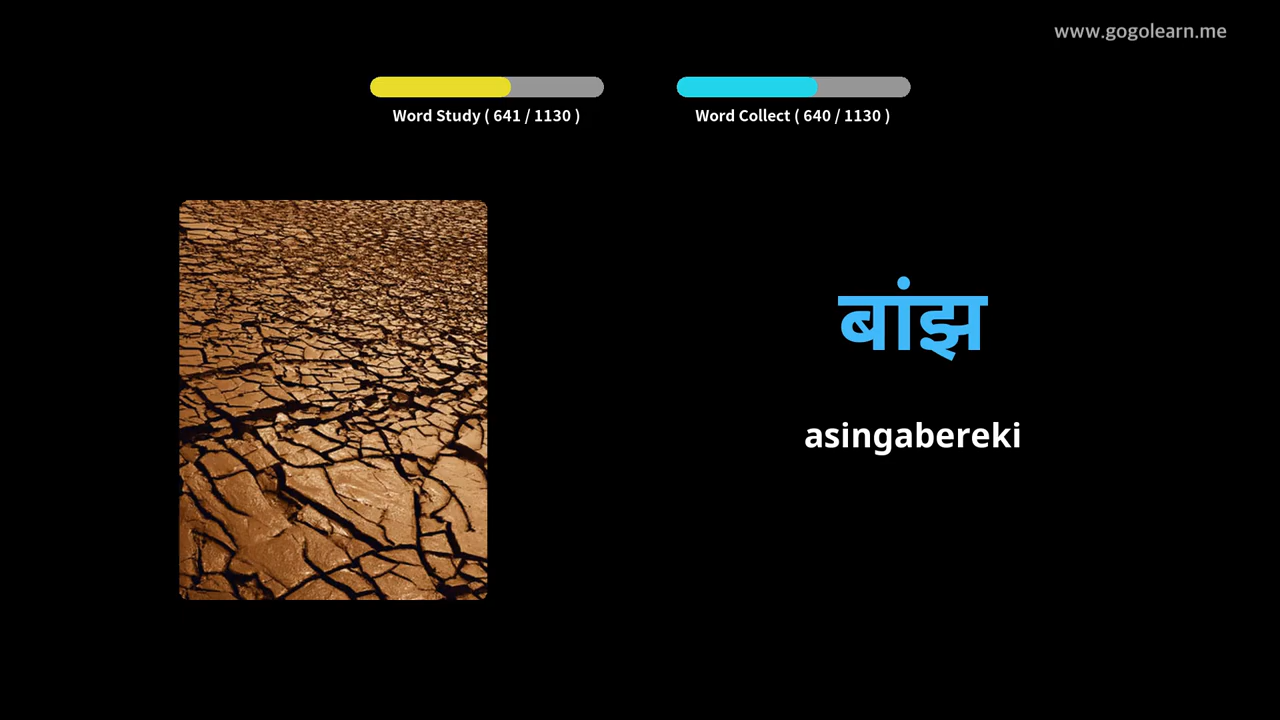 www.gogolearn.me
Word Study ( 641 / 1130 )
Word Collect ( 640 / 1130 )
बांझ
asingabereki